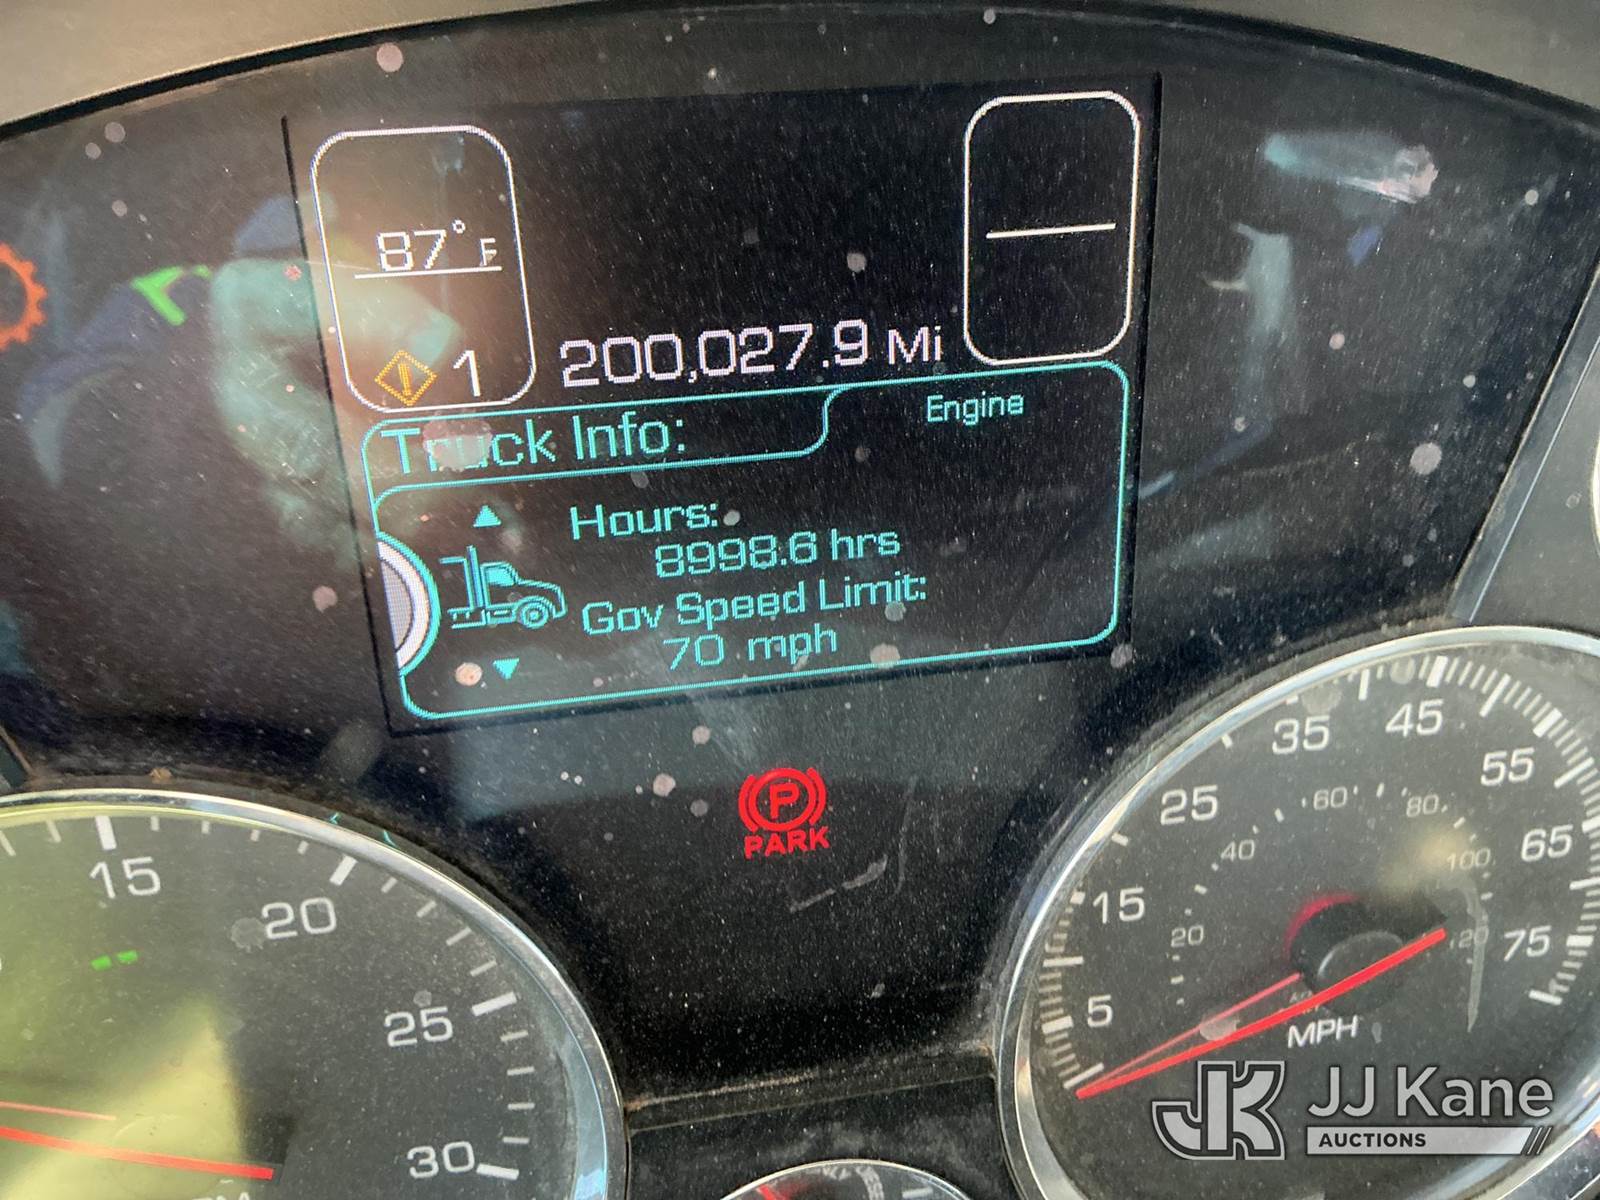 87° F
1
200,027.9 Mi
Truck Info:
Engine
Hours:
8998.6 hrs
Gov Speed Limit:
70 mph
P
PARK
15
20
25
30
5
15
25
35
45
55
65
75
20
40
60
80
100
120
MPH
JK
JJ Kane
AUCTIONS